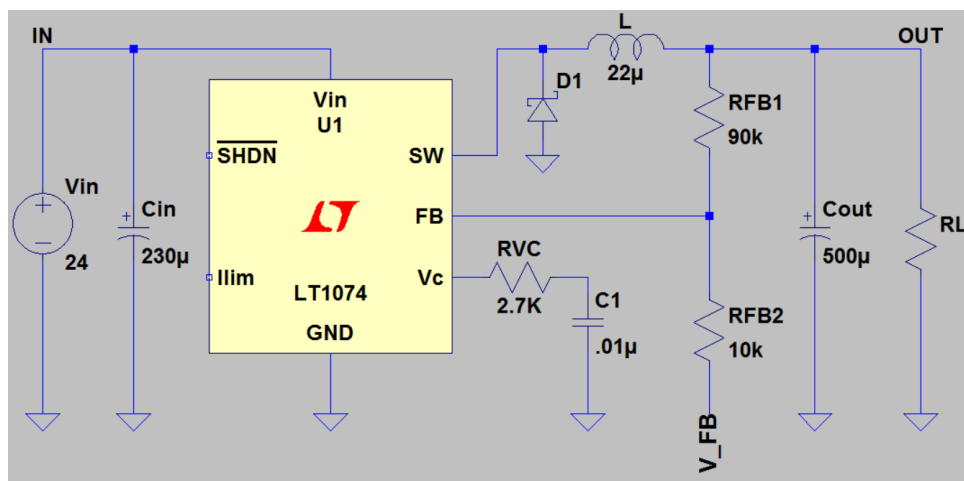 IN
L
OUT
22µ
D1
Vin
U1
SHDN
SW
RFB1
90k
Vin
24
Cin
230µ
FB
Cout
500µ
RL
Ilim
Vc
RVC
2.7K
LT1074
C1
.01µ
GND
RFB2
10k
V_FB